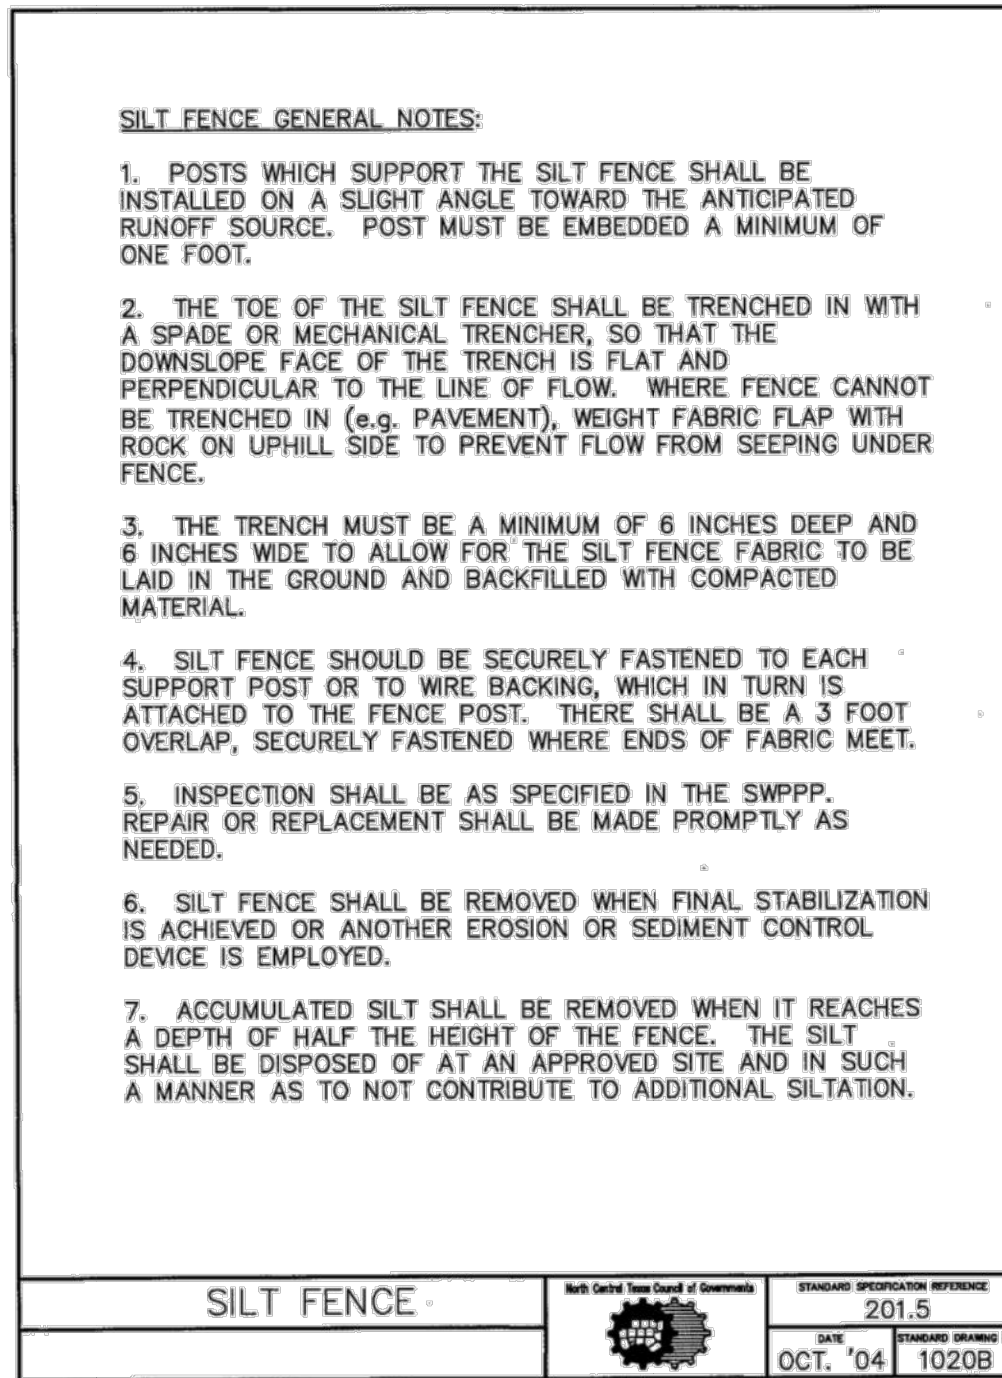 SILT FENCE GENERAL NOTES:
1. POSTS WHICH SUPPORT THE SILT FENCE SHALL BE
INSTALLED ON A SLIGHT ANGLE TOWARD THE ANTICIPATED
RUNOFF SOURCE. POST MUST BE EMBEDDED A MINIMUM OF
ONE FOOT.
2. THE TOE OF THE SILT FENCE SHALL BE TRENCHED IN WITH
A SPADE OR MECHANICAL TRENCHER, SO THAT THE
DOWNSLOPE FACE OF THE TRENCH IS FLAT AND
PERPENDICULAR TO THE LINE OF FLOW. WHERE FENCE CANNOT
BE TRENCHED IN (e.g. PAVEMENT), WEIGHT FABRIC FLAP WITH
ROCK ON UPHILL SIDE TO PREVENT FLOW FROM SEEPING UNDER
FENCE.
3. THE TRENCH MUST BE A MINIMUM OF 6 INCHES DEEP AND
6 INCHES WIDE TO ALLOW FOR THE SILT FENCE FABRIC TO BE
LAID IN THE GROUND AND BACKFILLED WITH COMPACTED
MATERIAL.
4. SILT FENCE SHOULD BE SECURELY FASTENED TO EACH
SUPPORT POST OR TO WIRE BACKING, WHICH IN TURN IS
ATTACHED TO THE FENCE POST. THERE SHALL BE A 3 FOOT
OVERLAP, SECURELY FASTENED WHERE ENDS OF FABRIC MEET.
5. INSPECTION SHALL BE AS SPECIFIED IN THE SWPPP.
REPAIR OR REPLACEMENT SHALL BE MADE PROMPTLY AS
NEEDED.
6. SILT FENCE SHALL BE REMOVED WHEN FINAL STABILIZATION
IS ACHIEVED OR ANOTHER EROSION OR SEDIMENT CONTROL
DEVICE IS EMPLOYED.
7. ACCUMULATED SILT SHALL BE REMOVED WHEN IT REACHES
A DEPTH OF HALF THE HEIGHT OF THE FENCE. THE SILT
SHALL BE DISPOSED OF AT AN APPROVED SITE AND IN SUCH
A MANNER AS TO NOT CONTRIBUTE TO ADDITIONAL SILTATION.
SILT FENCE
North Central Texas Council of Governments
STANDARD SPECIFICATION REFERENCE
201.5
DATE
OCT. '04
STANDARD DRAWING
1020B